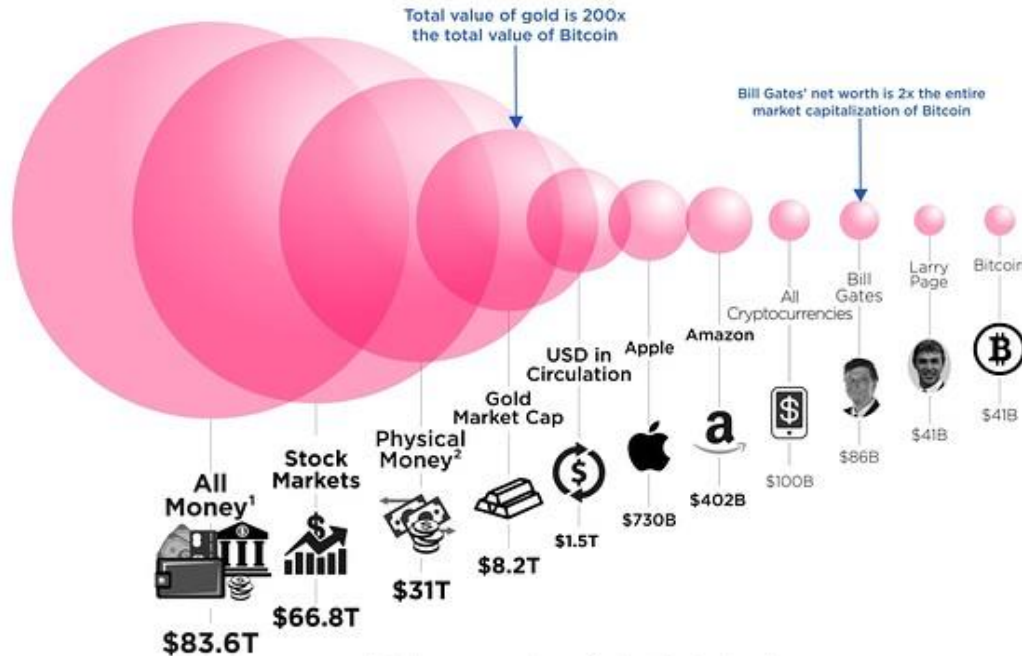 Total value of gold is 200x
the total value of Bitcoin
Bill Gates' net worth is 2x the entire
market capitalization of Bitcoin
All
Money¹
$83.6T
Stock
Markets
$66.8T
Physical
Money²
$31T
Gold
Market Cap
$8.2T
USD in
Circulation
$1.5T
Apple
$730B
Amazon
a
$402B
All
Cryptocurrencies
$100B
Bill
Gates
$86B
Larry
Page
$41B
Bitcoin
$41B